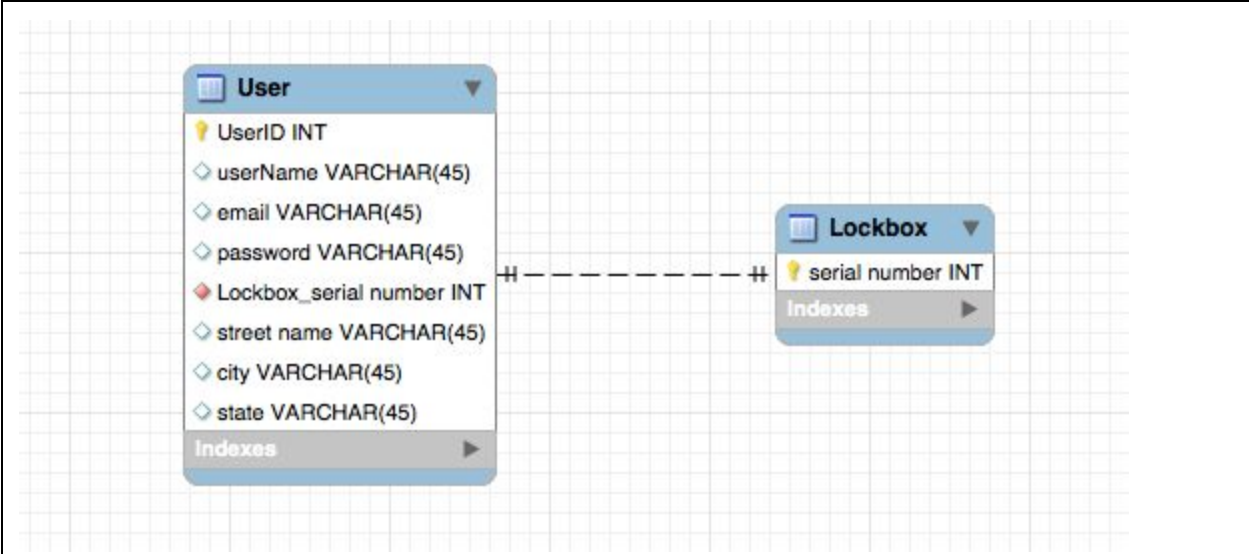 User
UserID INT
userName VARCHAR(45)
email VARCHAR(45)
password VARCHAR(45)
Lockbox_serial number INT
street name VARCHAR(45)
city VARCHAR(45)
state VARCHAR(45)
Indexes
Lockbox
serial number INT
Indexes